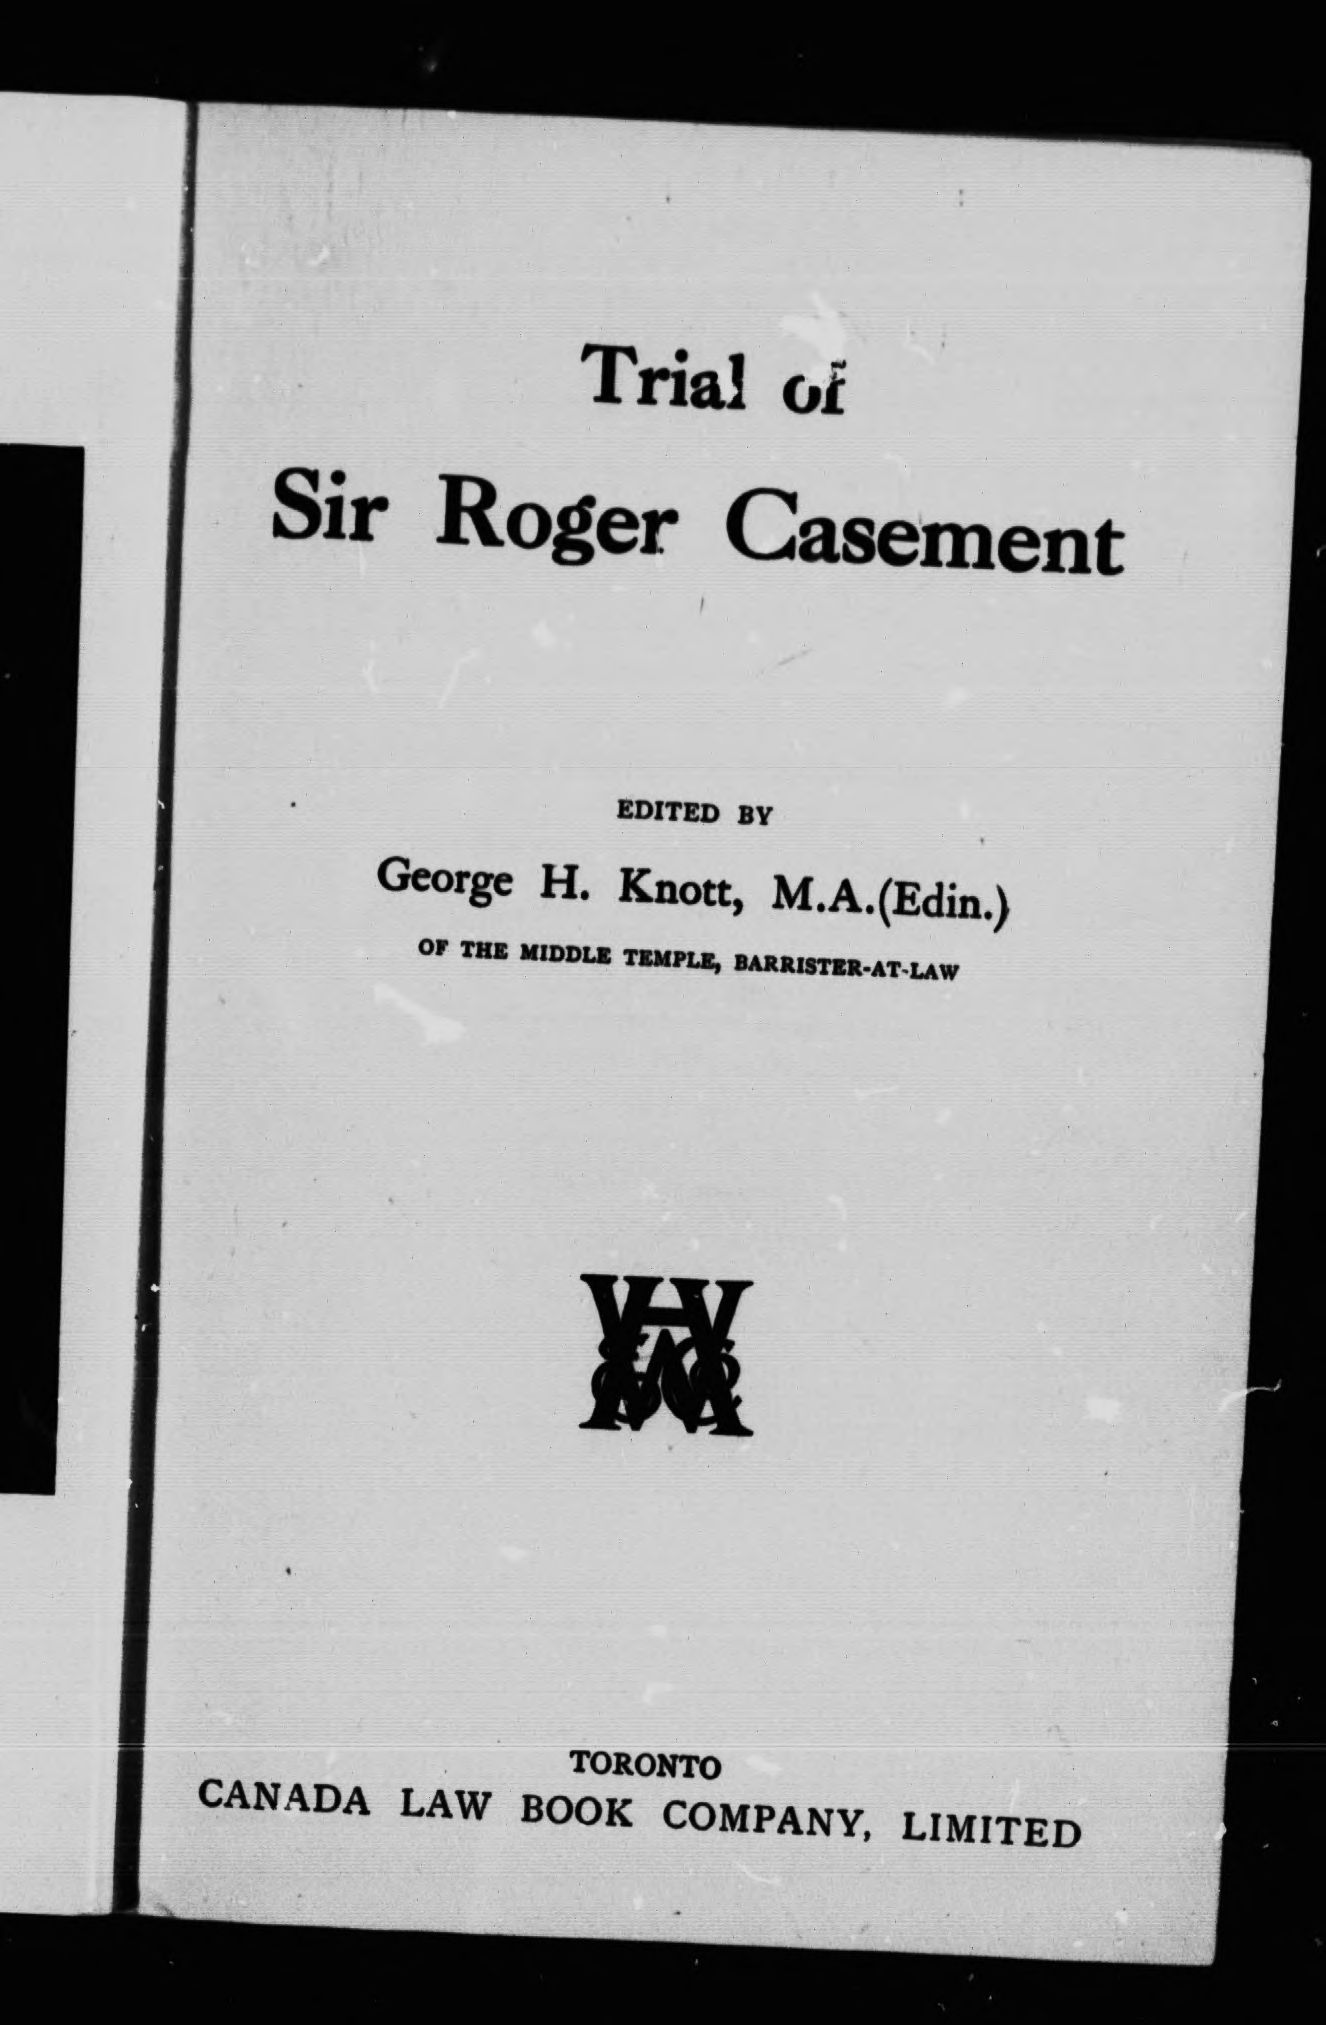 Trial of
Sir Roger Casement
EDITED BY
George H. Knott, M.A.(Edin.)
OF THE MIDDLE TEMPLE, BARRISTER-AT-LAW
TORONTO
CANADA LAW BOOK COMPANY, LIMITED